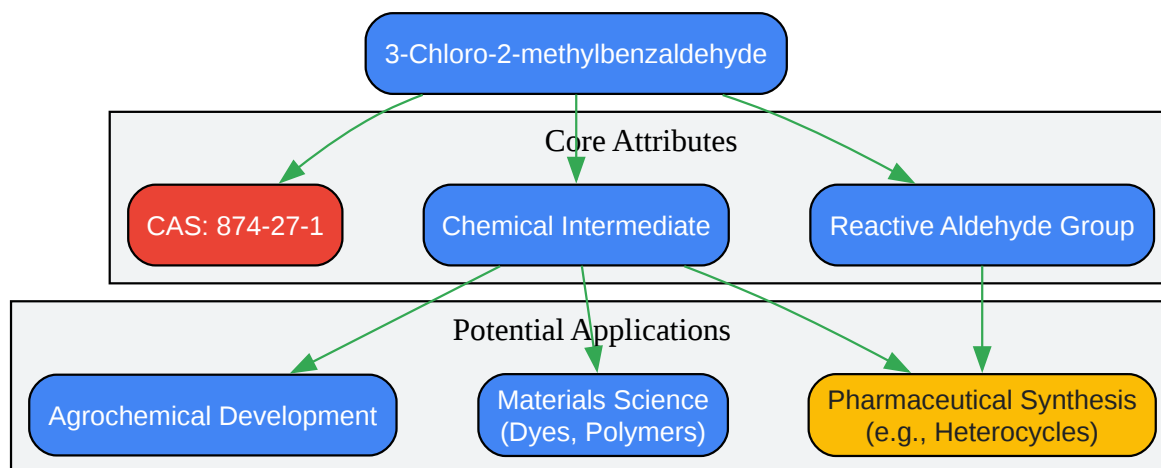 3-Chloro-2-methylbenzaldehyde
Core Attributes
CAS: 874-27-1
Chemical Intermediate
Reactive Aldehyde Group
Potential Applications
Agrochemical Development
Materials Science
(Dyes, Polymers)
Pharmaceutical Synthesis
(e.g., Heterocycles)